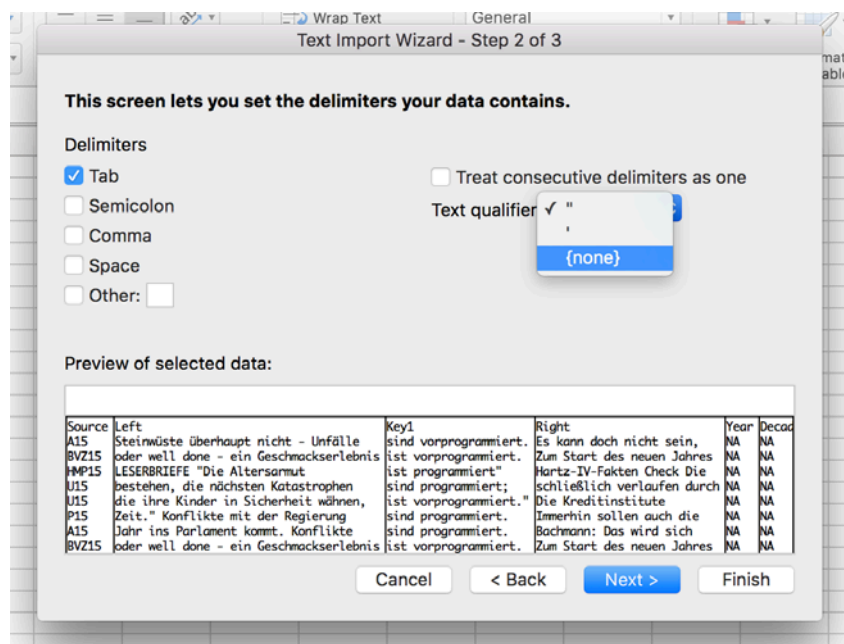 Wrap Text General
Text Import Wizard - Step 2 of 3
This screen lets you set the delimiters your data contains.
Delimiters
Tab
Treat consecutive delimiters as one
Semicolon
Text qualifier ✓ "
Comma
'
Space
{none}
Other:
Preview of selected data:
Source Left Key1 Right Year Decad
A15 Steinwüste überhaupt nicht - Unfälle sind vorprogrammiert. Es kann doch nicht sein, NA NA
BVZ15 oder well done - ein Geschmackserlebnis ist vorprogrammiert. Zum Start des neuen Jahres NA NA
HMP15 LESERBRIEFE "Die Altersarmut ist programmiert" Hartz-IV-Fakten Check Die NA NA
U15 bestehen, die nächsten Katastrophen sind programmiert; schließlich verlaufen durch NA NA
U15 die ihre Kinder in Sicherheit wähnen, ist vorprogrammiert." Die Kreditinstitute NA NA
P15 Zeit." Konflikte mit der Regierung sind programmiert. Immerhin sollen auch die NA NA
A15 Jahr ins Parlament kommt. Konflikte sind programmiert. Bachmann: Das wird sich NA NA
BVZ15 oder well done - ein Geschmackserlebnis ist vorprogrammiert. Zum Start des neuen Jahres NA NA
Cancel < Back Next > Finish